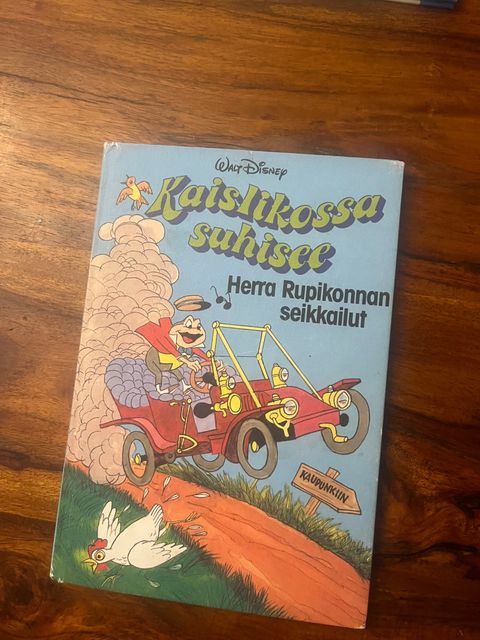 Walt Disney
Kaislikossa
suhisee
Herra Rupikonnan
seikkailut
KAUPUNKIIN